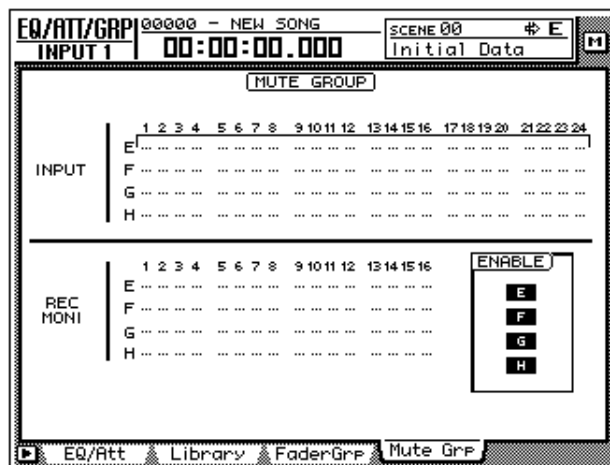 EQ/ATT/GRP 00000 - NEW SONG SCENE 00 E
INPUT 1 00:00:00.000 Initial Data M
MUTE GROUP
1 2 3 4 5 6 7 8 9 10 11 12 13 14 15 16 17 18 19 20 21 22 23 24
E
INPUT F
G
H
1 2 3 4 5 6 7 8 9 10 11 12 13 14 15 16 ENABLE
E E
REC MONI F F
G G
H H
EQ/Att Library FaderGrp Mute Grp